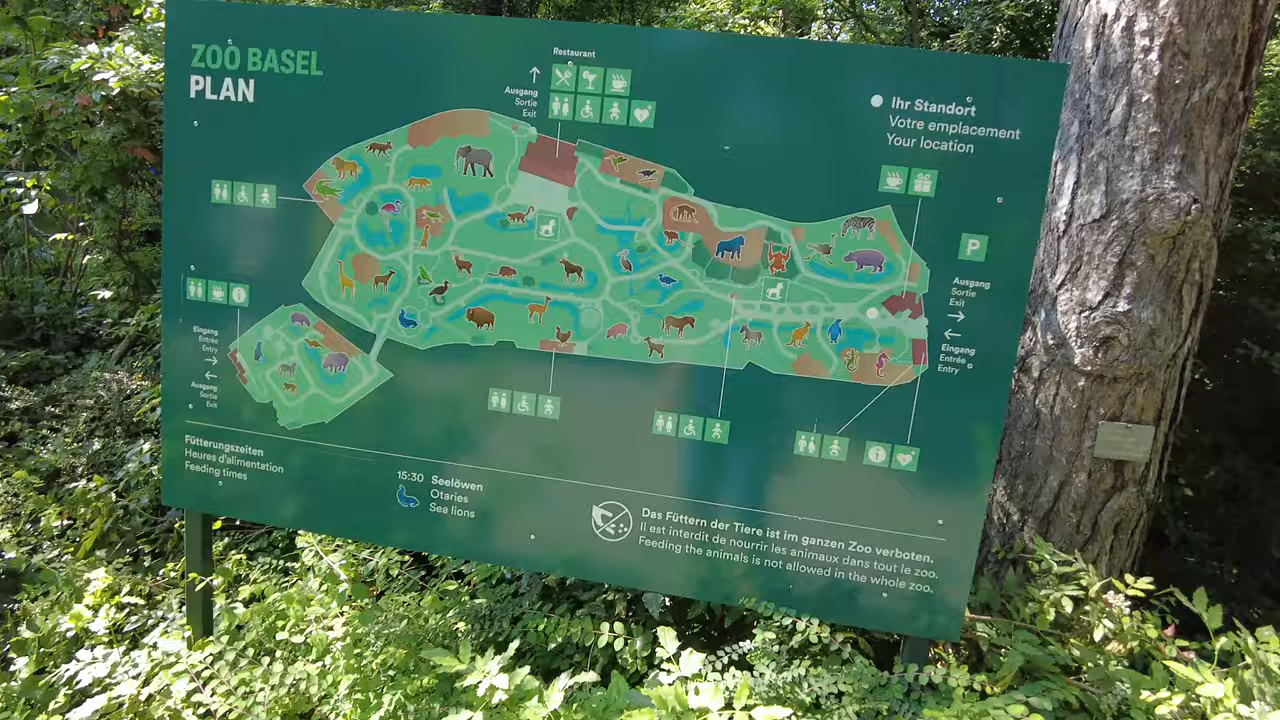 ZOO BASEL
PLAN
Restaurant
Ausgang
Sortie
Exit
Ihr Standort
Votre emplacement
Your location
P
Ausgang
Sortie
Exit
Eingang
Entrée
Entry
Eingang
Entrée
Entry
Ausgang
Sortie
Exit
Fütterungszeiten
Heures d'alimentation
Feeding times
15:30 Seelöwen
Otaries
Sea lions
Das Füttern der Tiere ist im ganzen Zoo verboten.
Il est interdit de nourrir les animaux dans tout le zoo.
Feeding the animals is not allowed in the whole zoo.